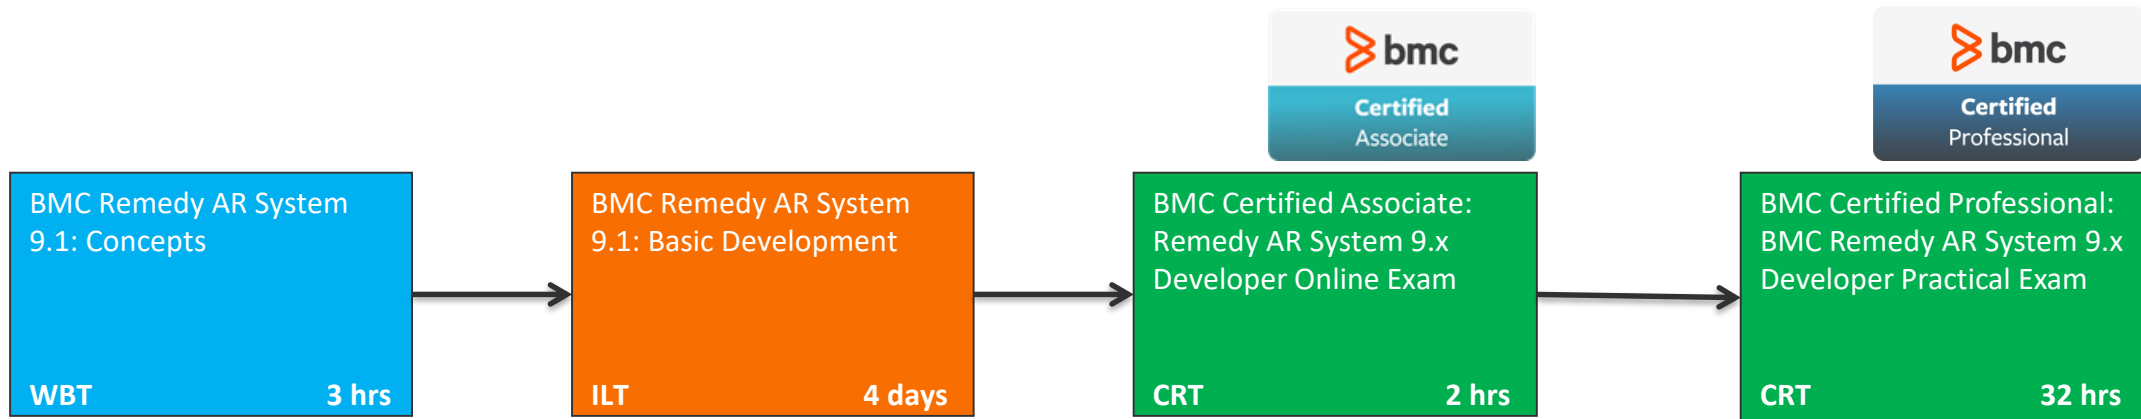 bmc
Certified
Associate
bmc
Certified
Professional
BMC Remedy AR System
9.1: Concepts
WBT 3 hrs
BMC Remedy AR System
9.1: Basic Development
ILT 4 days
BMC Certified Associate:
Remedy AR System 9.x
Developer Online Exam
CRT 2 hrs
BMC Certified Professional:
BMC Remedy AR System 9.x
Developer Practical Exam
CRT 32 hrs